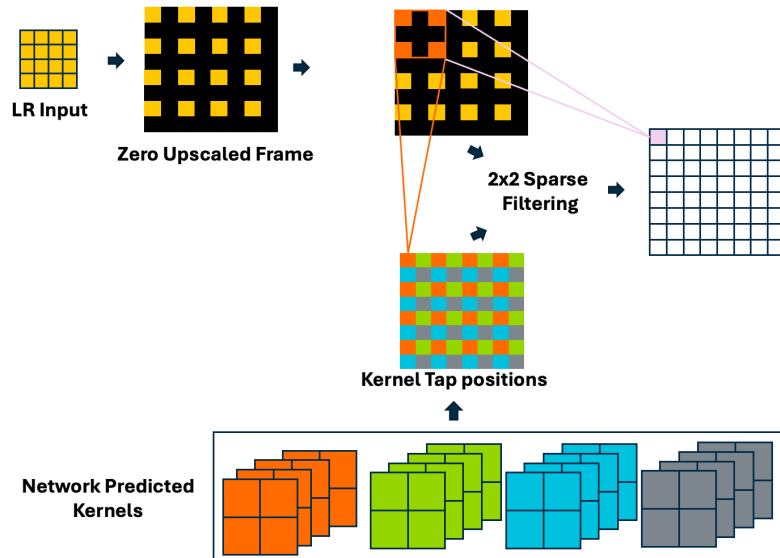 LR Input
Zero Upscaled Frame
2x2 Sparse
Filtering
Kernel Tap positions
Network Predicted
Kernels